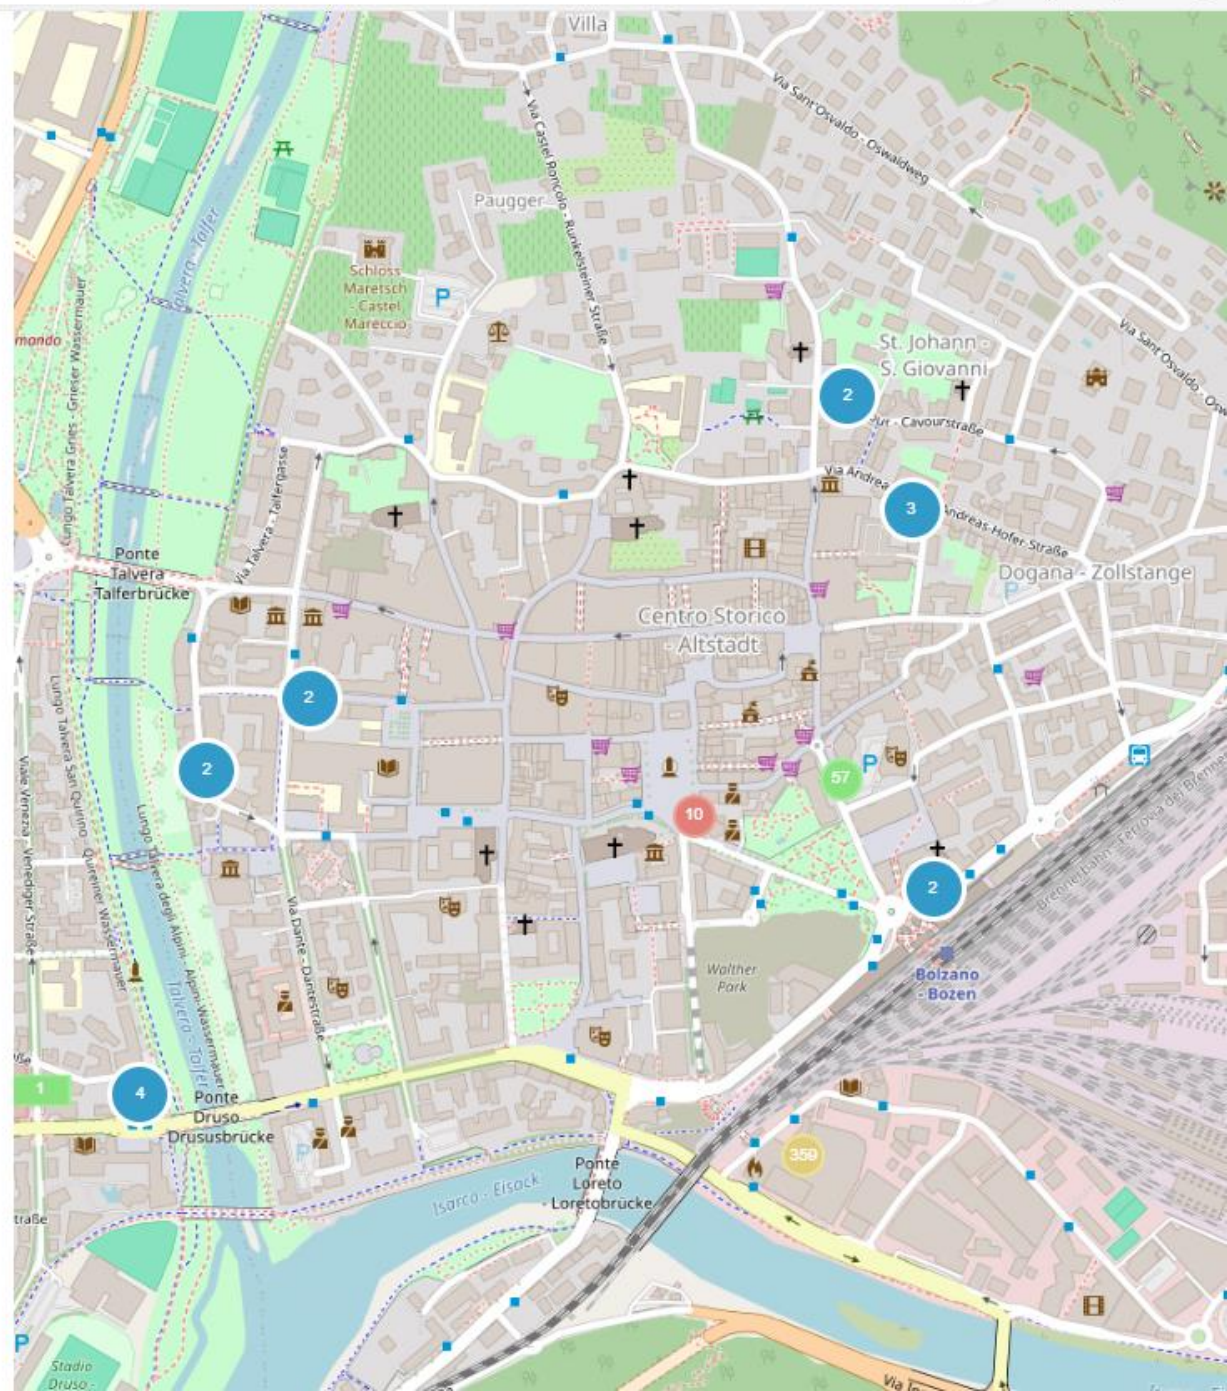 Villa
Via Sant'Osvaldo - Oswaldweg
Via Castel Roncolo - Runkelsteiner Straße
Paugger
Talvera - Talfer
Schloss
Maretsch
- Castel
Mareccio
P
mondo
Lungo Talvera Gries - Grieser Wassermauer
St. Johann -
S. Giovanni
Via Sant'Osvaldo - Osw
2
our - Cavourstraße
Via Andrea
3
Andreas-Hofer-Straße
Via Talvera - Talfergasse
Ponte
Talvera
Talferbrücke
Dogana - Zollstange
P
Centro Storico
- Altstadt
2
2
57
P
10
Lungo Talvera San Quirino - Quireiner Wassermauer
Viale Venezia - Venediger Straße
Lungo Talvera degli Alpini - Alpini-Wassermauer
Brennerbahn - Ferrovia del Brenne
2
Via Dante - Dantestraße
Walther
Park
Bolzano
- Bozen
Talvera - Talfer
ße
1
4
Ponte
Druso -
Drususbrücke
P
359
Isarco - Eisack
Ponte
Loreto
- Loretobrücke
traße
P
Stadio
Druso -